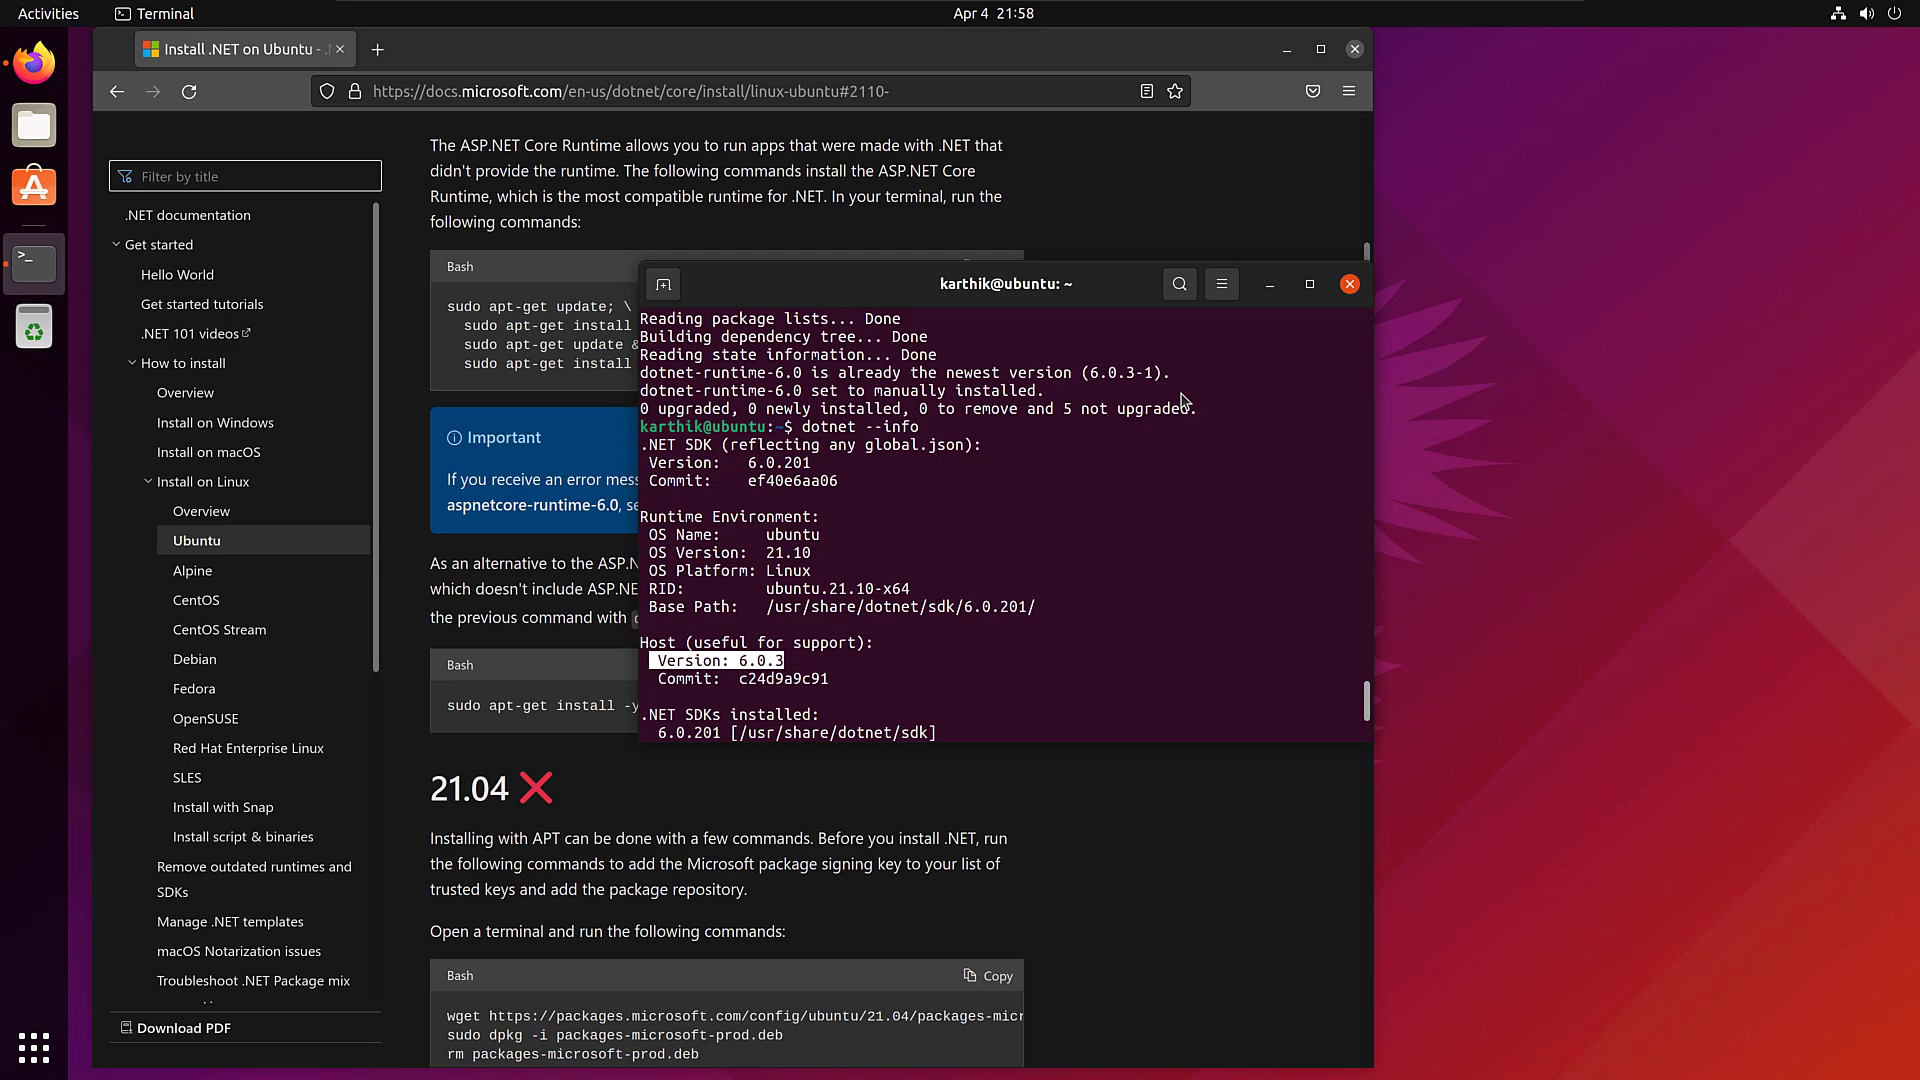 Activities
Terminal
Apr 4 21:58
Install .NET on Ubuntu - .
https://docs.microsoft.com/en-us/dotnet/core/install/linux-ubuntu#2110-
Filter by title
.NET documentation
Get started
Hello World
Get started tutorials
.NET 101 videos
How to install
Overview
Install on Windows
Install on macOS
Install on Linux
Overview
Ubuntu
Alpine
CentOS
CentOS Stream
Debian
Fedora
OpenSUSE
Red Hat Enterprise Linux
SLES
Install with Snap
Install script & binaries
Remove outdated runtimes and
SDKs
Manage .NET templates
macOS Notarization issues
Troubleshoot .NET Package mix
Download PDF
The ASP.NET Core Runtime allows you to run apps that were made with .NET that
didn't provide the runtime. The following commands install the ASP.NET Core
Runtime, which is the most compatible runtime for .NET. In your terminal, run the
following commands:
Bash
sudo apt-get update; \
sudo apt-get install
sudo apt-get update &
sudo apt-get install
Important
If you receive an error mess
aspnetcore-runtime-6.0, se
As an alternative to the ASP.N
which doesn't include ASP.NE
the previous command with
Bash
sudo apt-get install -y
21.04
Installing with APT can be done with a few commands. Before you install .NET, run
the following commands to add the Microsoft package signing key to your list of
trusted keys and add the package repository.
Open a terminal and run the following commands:
Bash
Copy
wget https://packages.microsoft.com/config/ubuntu/21.04/packages-micr
sudo dpkg -i packages-microsoft-prod.deb
rm packages-microsoft-prod.deb
karthik@ubuntu: ~
Reading package lists... Done
Building dependency tree... Done
Reading state information... Done
dotnet-runtime-6.0 is already the newest version (6.0.3-1).
dotnet-runtime-6.0 set to manually installed.
0 upgraded, 0 newly installed, 0 to remove and 5 not upgraded.
karthik@ubuntu:~$ dotnet --info
.NET SDK (reflecting any global.json):
Version: 6.0.201
Commit: ef40e6aa06
Runtime Environment:
OS Name: ubuntu
OS Version: 21.10
OS Platform: Linux
RID: ubuntu.21.10-x64
Base Path: /usr/share/dotnet/sdk/6.0.201/
Host (useful for support):
Version: 6.0.3
Commit: c24d9a9c91
.NET SDKs installed:
6.0.201 [/usr/share/dotnet/sdk]